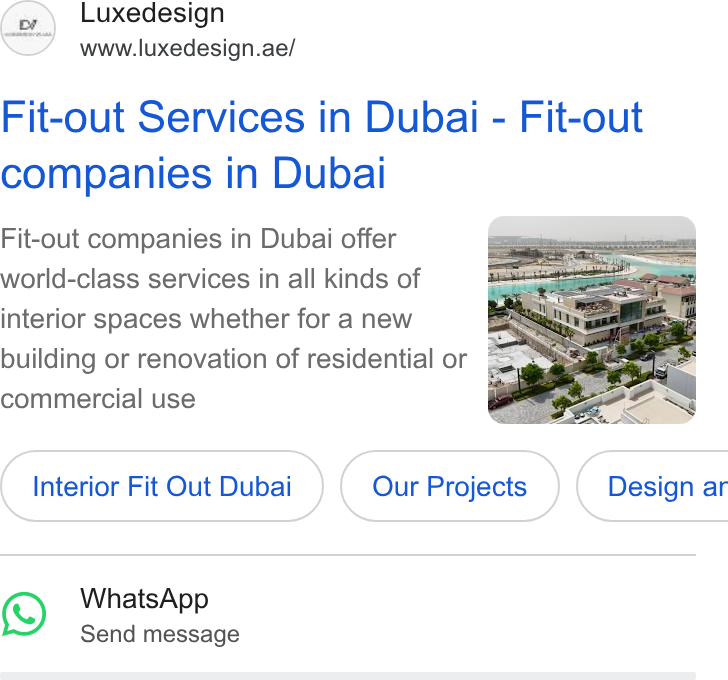 Luxedesign
www.luxedesign.ae/
Fit-out Services in Dubai - Fit-out
companies in Dubai
Fit-out companies in Dubai offer
world-class services in all kinds of
interior spaces whether for a new
building or renovation of residential or
commercial use
Interior Fit Out Dubai
Our Projects
Design
WhatsApp
Send message